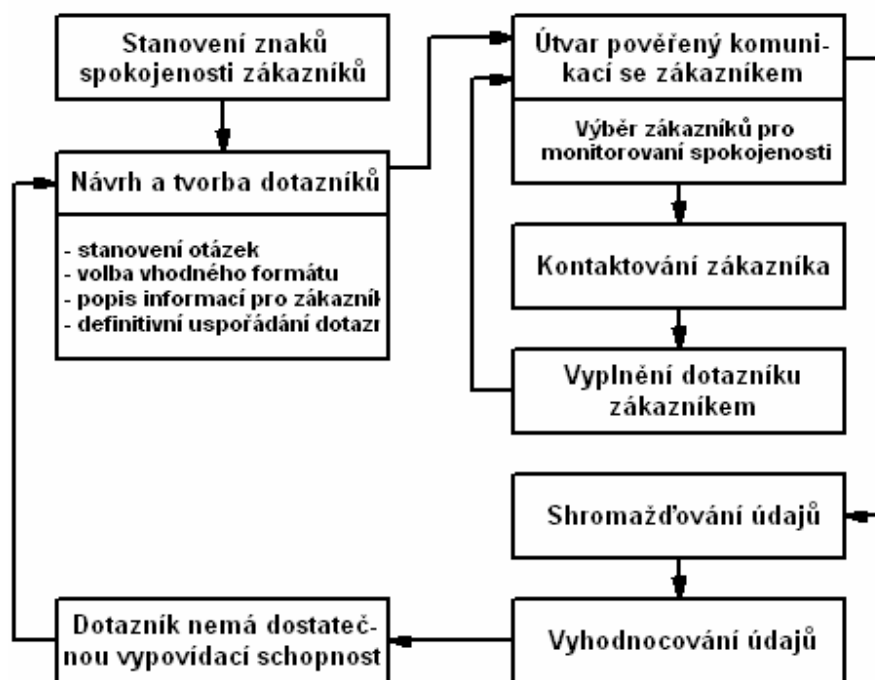 Stanovení znaků
spokojenosti zákazníků
Návrh a tvorba dotazníků
- stanovení otázek
- volba vhodného formátu
- popis informací pro zákazník
- definitivní uspořádání dotazr
Útvar pověřený komuni-
kací se zákazníkem
Výběr zákazníků pro
monitorovaní spokojenosti
Kontaktování zákazníka
Vyplnění dotazníku
zákazníkem
Shromažďování údajů
Vyhodnocování údajů
Dotazník nemá dostateč-
nou vypovídací schopnost